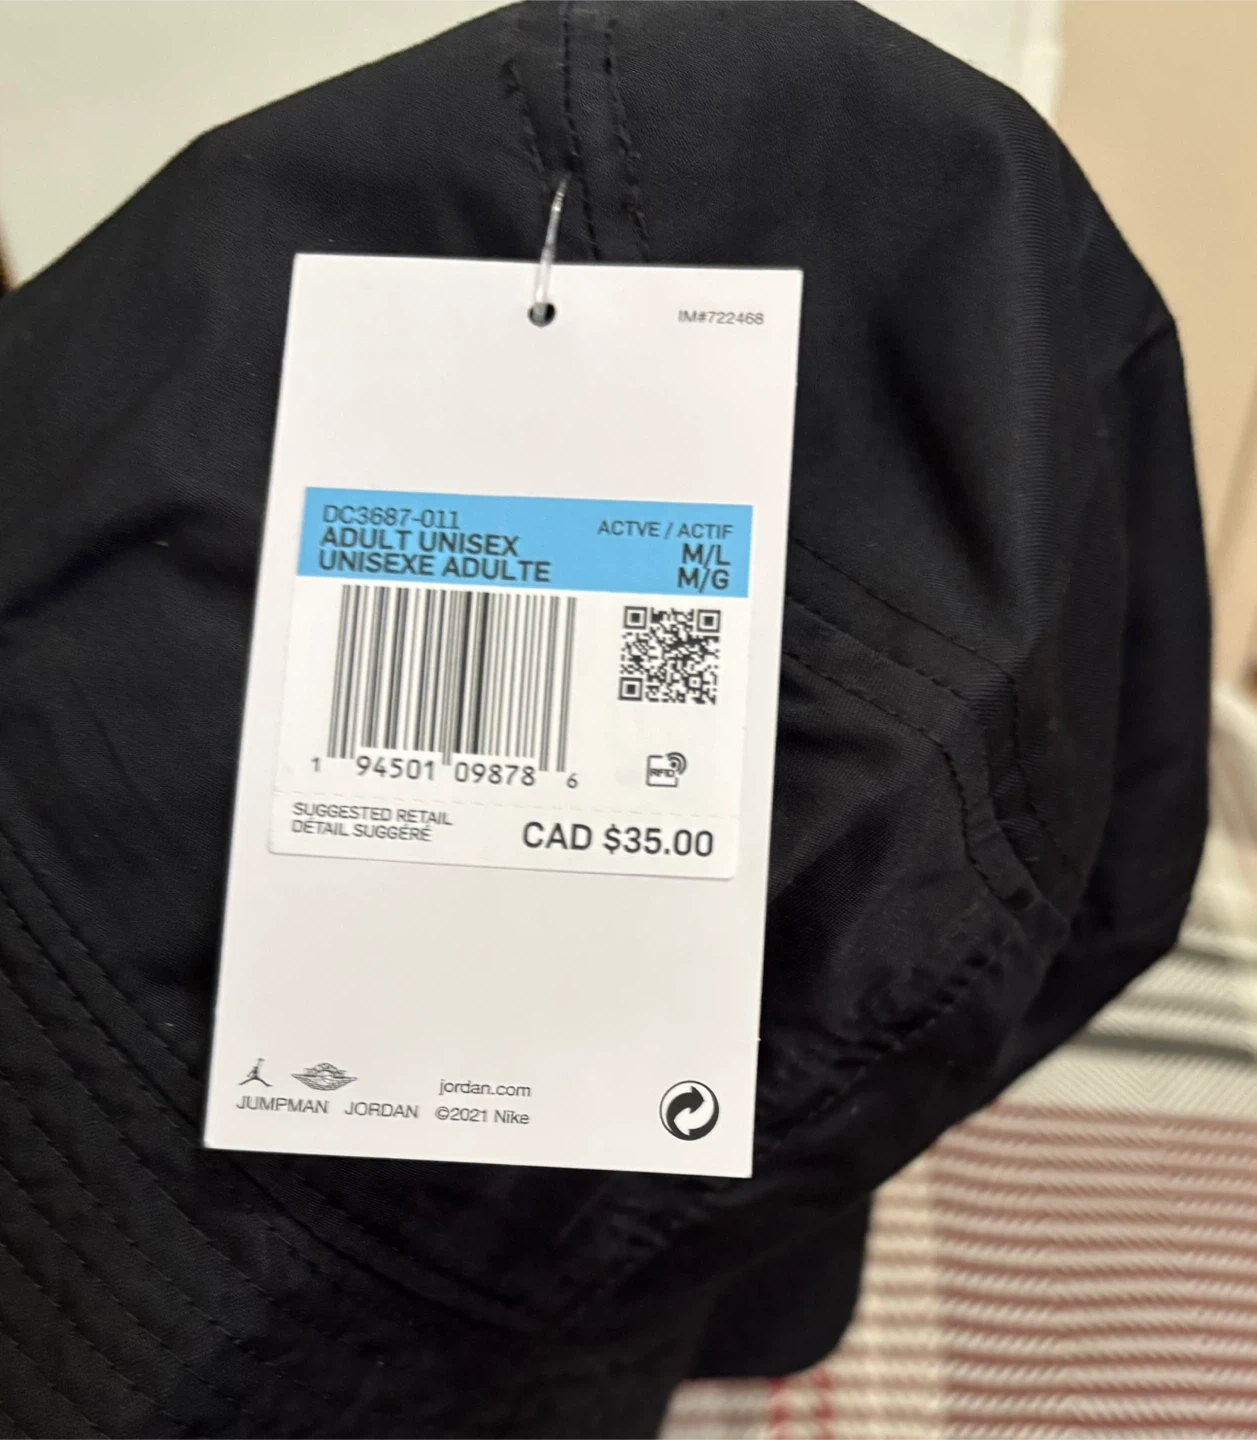 IM#722468
DC3687-011
ADULT UNISEX
UNISEXE ADULTE
ACTVE / ACTIF
M/L
M/G
1 94501 09878 6
RFID
SUGGESTED RETAIL
DÉTAIL SUGGÉRÉ
CAD $35.00
jordan.com
JUMPMAN JORDAN ©2021 Nike